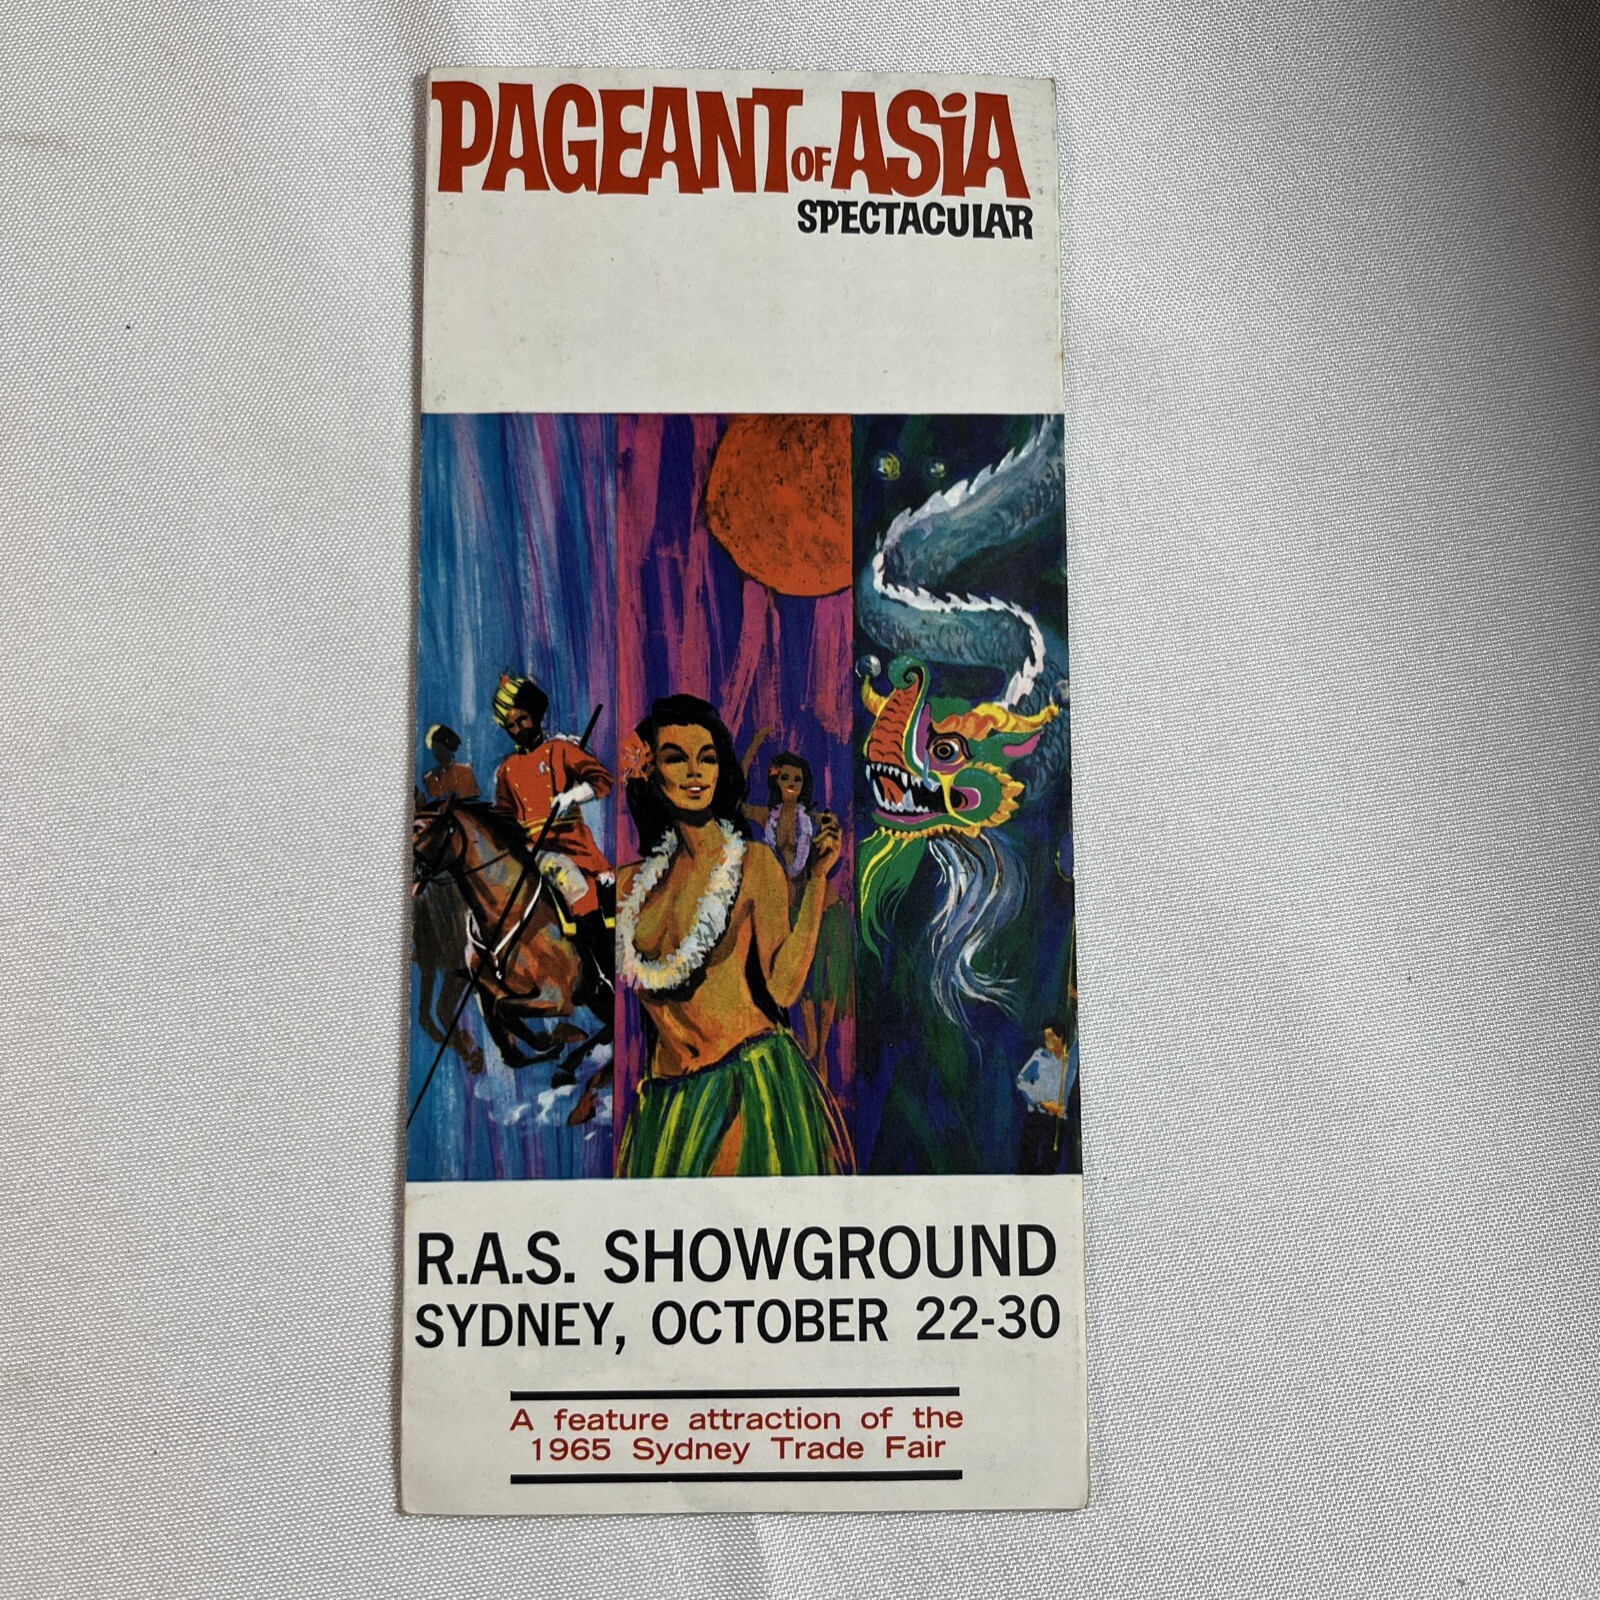 PAGEANT OF ASiA
SPECTACULAR
R.A.S. SHOWGROUND
SYDNEY, OCTOBER 22-30
A feature attraction of the
1965 Sydney Trade Fair